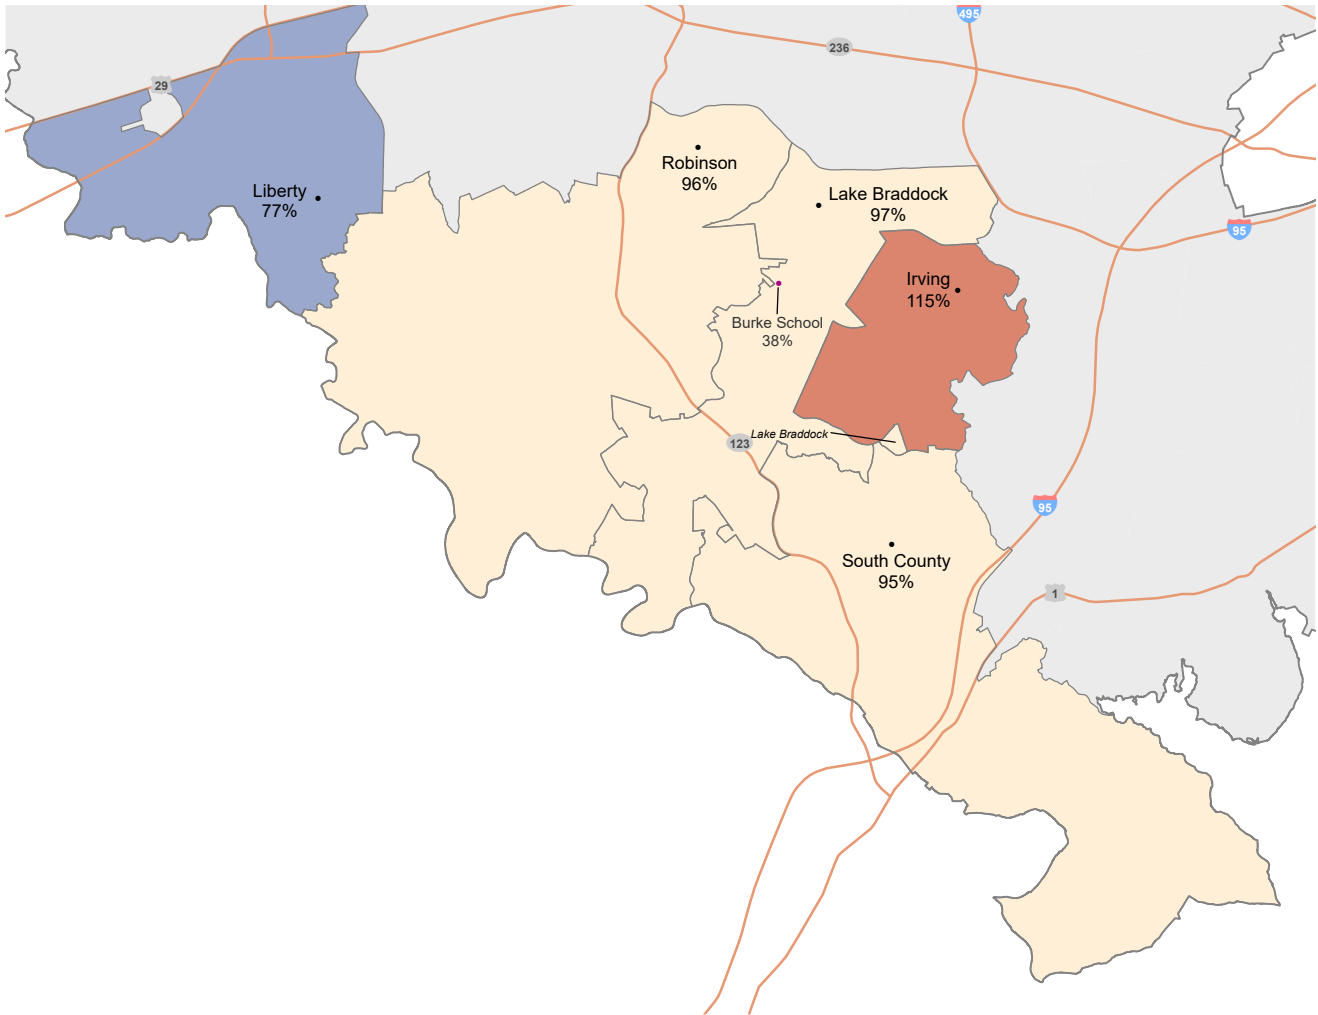 495
236
29
Robinson
96%
Liberty
77%
Lake Braddock
97%
95
Irving
115%
Burke School
38%
Lake Braddock
123
95
South County
95%
1